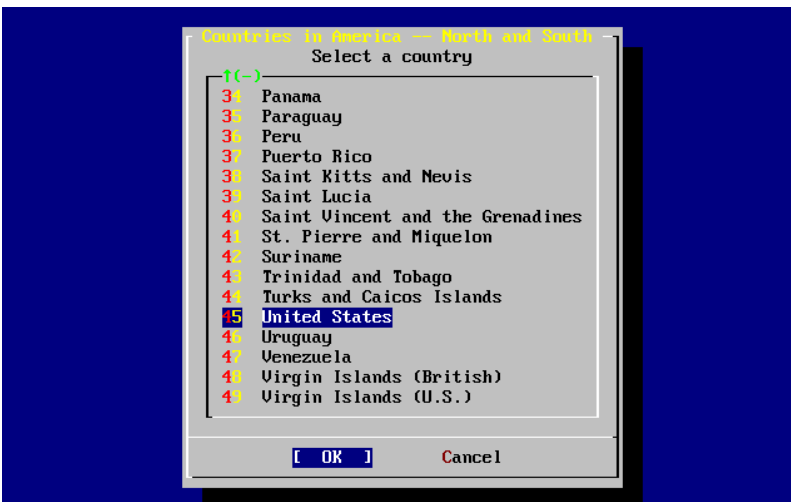 Countries in America -- North and South
Select a country
↑(-)
34 Panama
35 Paraguay
36 Peru
37 Puerto Rico
38 Saint Kitts and Nevis
39 Saint Lucia
40 Saint Vincent and the Grenadines
41 St. Pierre and Miquelon
42 Suriname
43 Trinidad and Tobago
44 Turks and Caicos Islands
45 United States
46 Uruguay
47 Venezuela
48 Virgin Islands (British)
49 Virgin Islands (U.S.)
[ OK ] Cancel